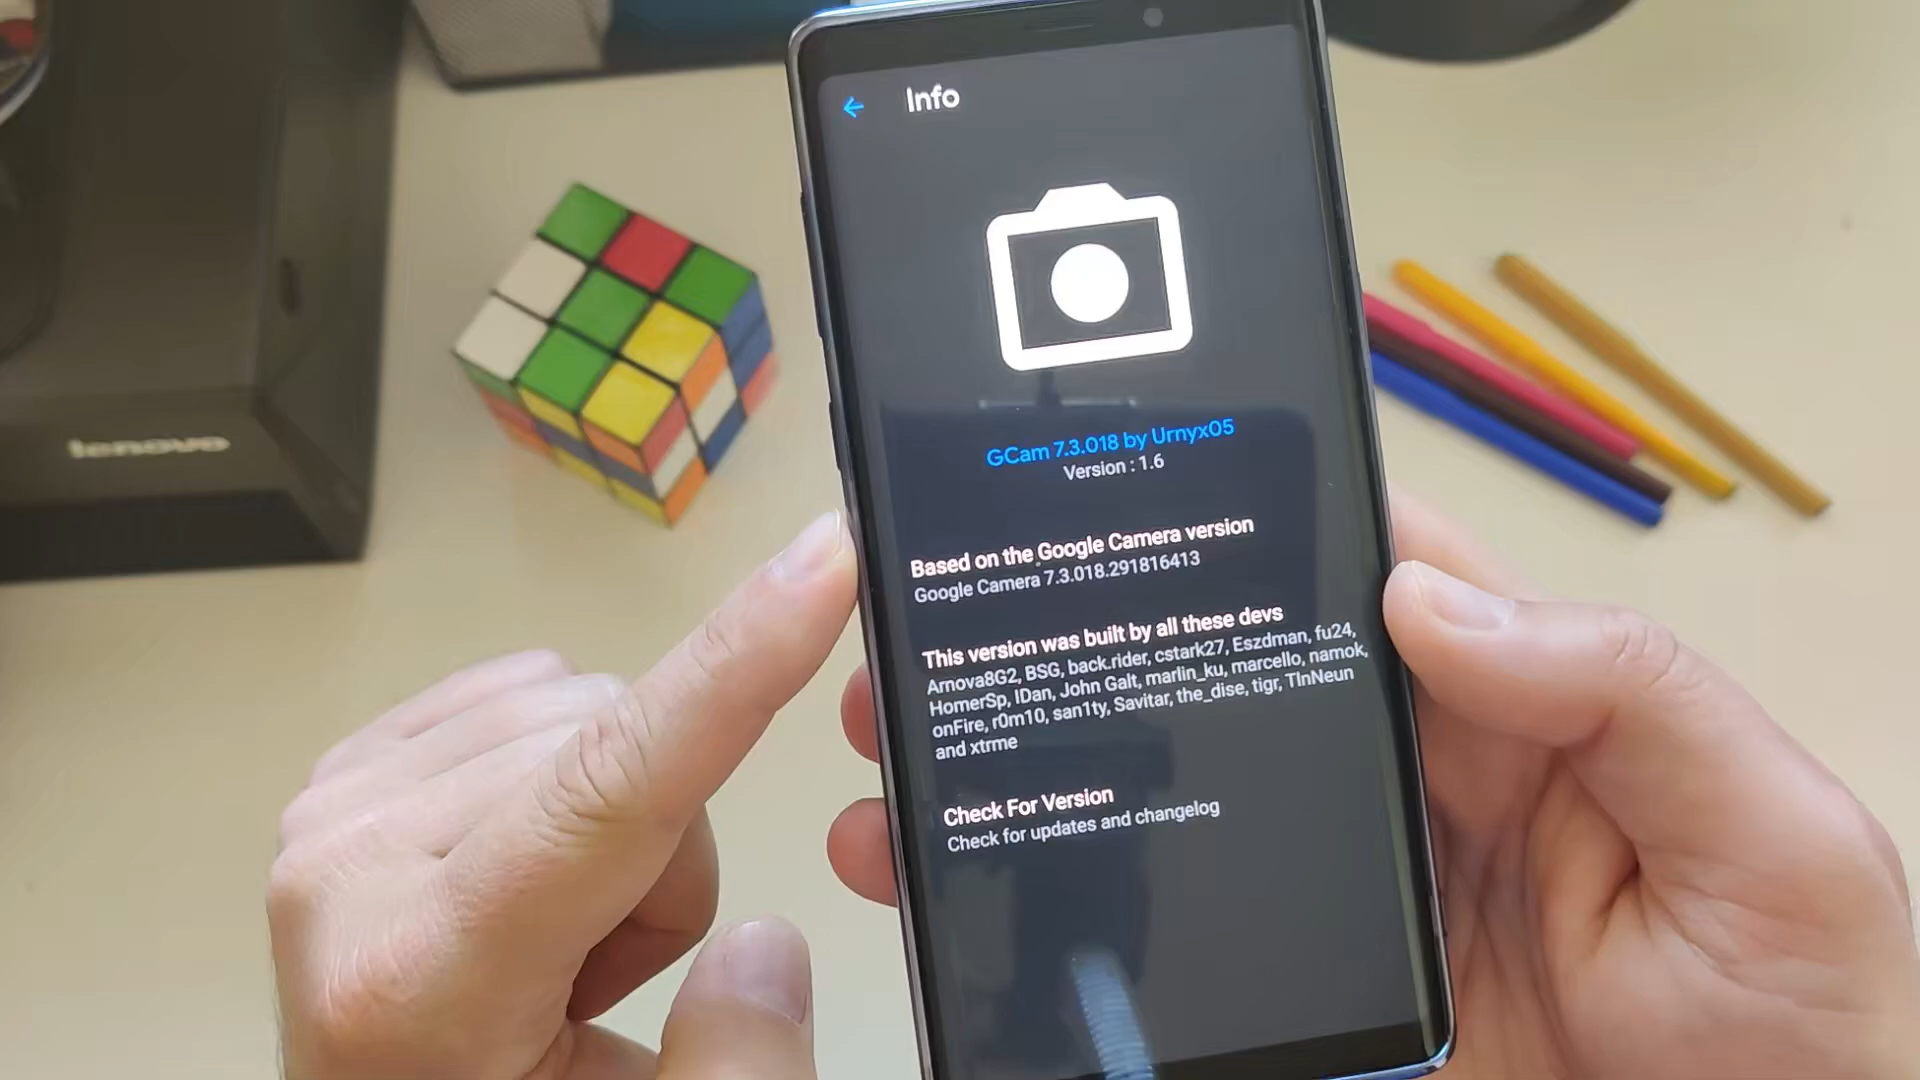 Info
lenovo
GCam 7.3.018 by Urnyx05
Version : 1.6
Based on the Google Camera version
Google Camera 7.3.018.291816413
This version was built by all these devs
Arnova8G2, BSG, back.rider, cstark27, Eszdman, fu24,
HomerSp, IDan, John Galt, marlin_ku, marcello, namok,
onFire, r0m10, san1ty, Savitar, the_dise, tigr, TlnNeun
and xtrme
Check For Version
Check for updates and changelog